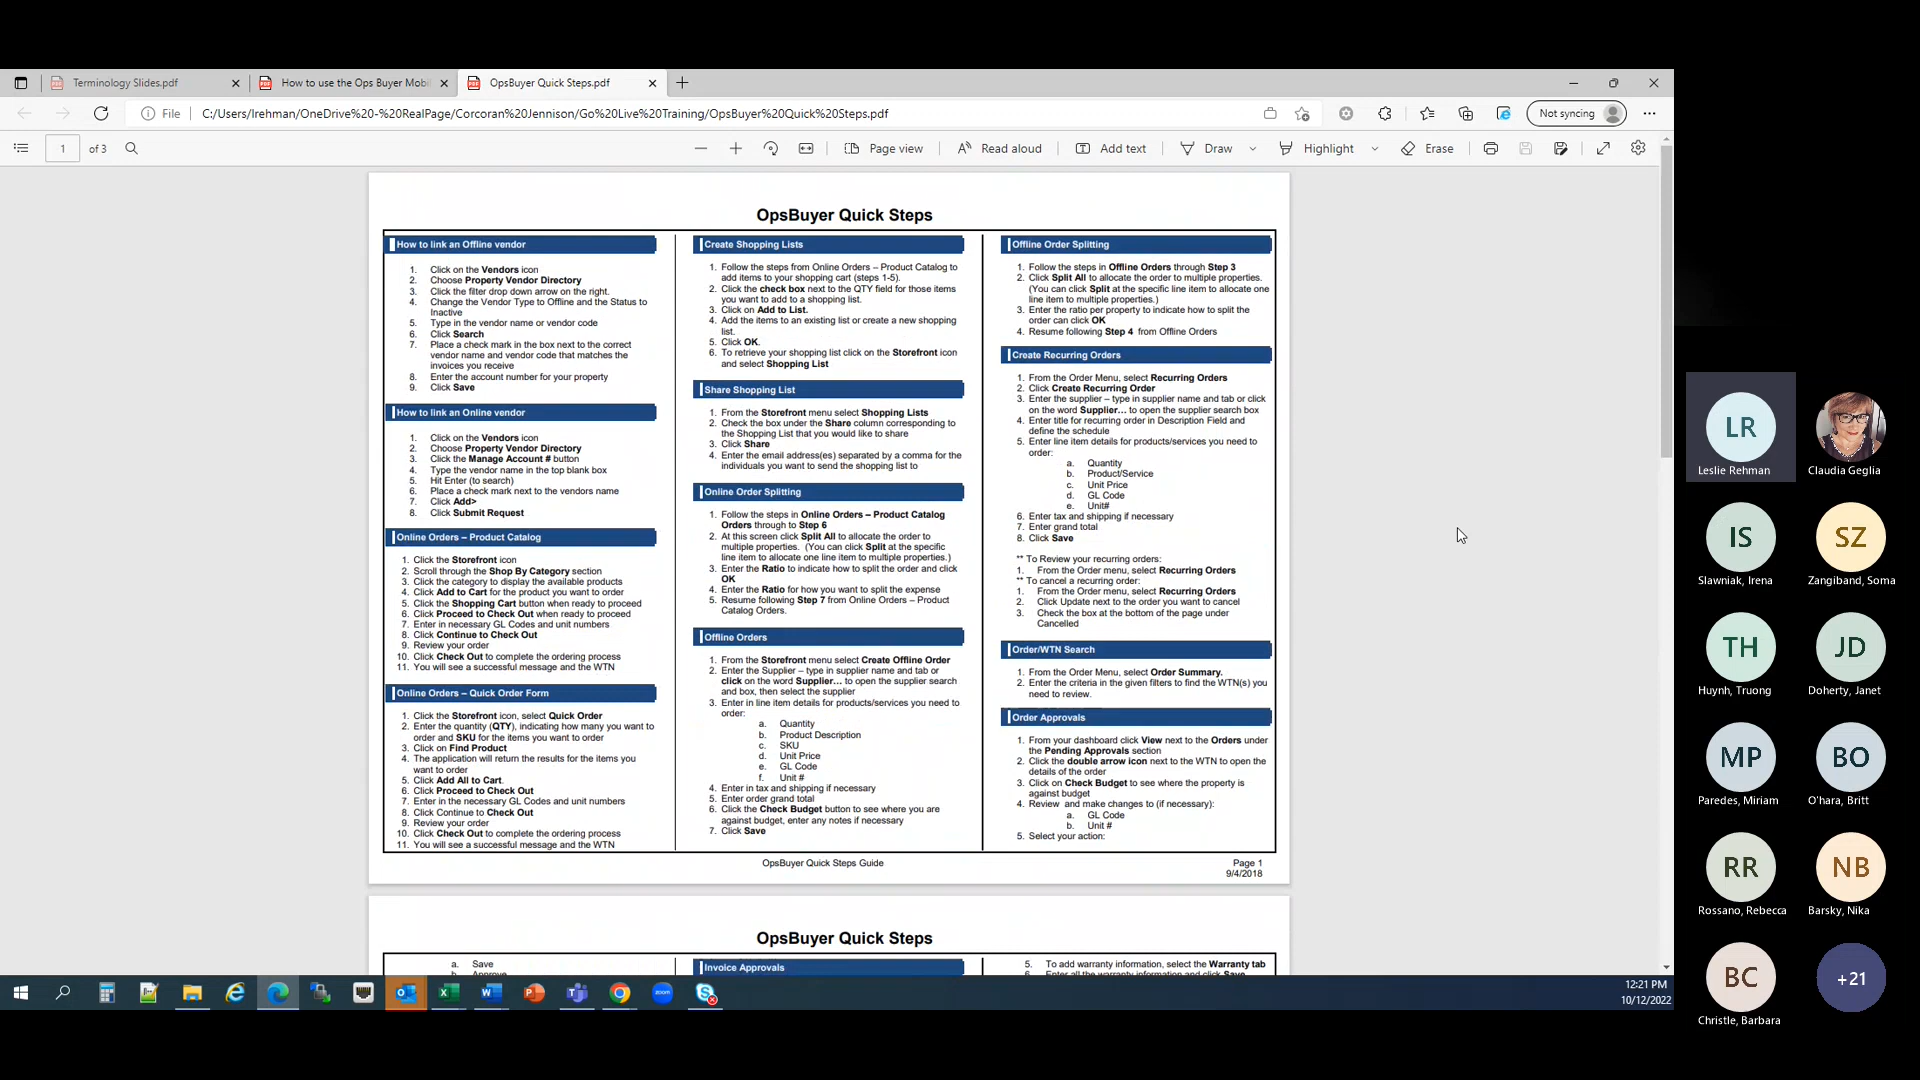 Terminology Slides.pdf
How to use the Ops Buyer Mobi
OpsBuyer Quick Steps.pdf
File
C:/Users/lrehman/OneDrive%20-%20RealPage/Corcoran%20Jennison/Go%20Live%20Training/OpsBuyer%20Quick%20Steps.pdf
Not syncing
1 of 3
Page view
Read aloud
Add text
Draw
Highlight
Erase
OpsBuyer Quick Steps
How to link an Offline vendor
1. Click on the Vendors icon
2. Choose Property Vendor Directory
3. Click the filter drop down arrow on the right.
4. Change the Vendor Type to Offline and the Status to
Inactive
5. Type in the vendor name or vendor code
6. Click Search
7. Place a check mark in the box next to the correct
vendor name and vendor code that matches the
invoices you receive
8. Enter the account number for your property
9. Click Save
How to link an Online vendor
1. Click on the Vendors icon
2. Choose Property Vendor Directory
3. Click the Manage Account # button
4. Type the vendor name in the top blank box
5. Hit Enter (to search)
6. Place a check mark next to the vendors name
7. Click Add>
8. Click Submit Request
Online Orders – Product Catalog
1. Click the Storefront icon
2. Scroll through the Shop By Category section
3. Click the category to display the available products
4. Click Add to Cart for the product you want to order
5. Click the Shopping Cart button when ready to proceed
6. Click Proceed to Check Out when ready to proceed
7. Enter in necessary GL Codes and unit numbers
8. Click Continue to Check Out
9. Review your order
10. Click Check Out to complete the ordering process
11. You will see a successful message and the WTN
Online Orders – Quick Order Form
1. Click the Storefront icon, select Quick Order
2. Enter the quantity (QTY), indicating how many you want to
order and SKU for the items you want to order
3. Click on Find Product
4. The application will return the results for the items you
want to order
5. Click Add All to Cart.
6. Click Proceed to Check Out
7. Enter in the necessary GL Codes and unit numbers
8. Click Continue to Check Out
9. Review your order
10. Click Check Out to complete the ordering process
11. You will see a successful message and the WTN
Create Shopping Lists
1. Follow the steps from Online Orders – Product Catalog to
add items to your shopping cart (steps 1-5).
2. Click the check box next to the QTY field for those items
you want to add to a shopping list.
3. Click on Add to List.
4. Add the items to an existing list or create a new shopping
list.
5. Click OK.
6. To retrieve your shopping list click on the Storefront icon
and select Shopping List
Share Shopping List
1. From the Storefront menu select Shopping Lists
2. Check the box under the Share column corresponding to
the Shopping List that you would like to share
3. Click Share
4. Enter the email address(es) separated by a comma for the
individuals you want to send the shopping list to
Online Order Splitting
1. Follow the steps in Online Orders – Product Catalog
Orders through to Step 6
2. At this screen click Split All to allocate the order to
multiple properties. (You can click Split at the specific
line item to allocate one line item to multiple properties.)
3. Enter the Ratio to indicate how to split the order and click
OK
4. Enter the Ratio for how you want to split the expense
5. Resume following Step 7 from Online Orders – Product
Catalog Orders.
Offline Orders
1. From the Storefront menu select Create Offline Order
2. Enter the Supplier – type in supplier name and tab or
click on the word Supplier... to open the supplier search
and box, then select the supplier
3. Enter in line item details for products/services you need to
order:
a. Quantity
b. Product Description
c. SKU
d. Unit Price
e. GL Code
f. Unit #
4. Enter in tax and shipping if necessary
5. Enter order grand total
6. Click the Check Budget button to see where you are
against budget, enter any notes if necessary
7. Click Save
Offline Order Splitting
1. Follow the steps in Offline Orders through Step 3
2. Click Split All to allocate the order to multiple properties.
(You can click Split at the specific line item to allocate one
line item to multiple properties.)
3. Enter the ratio per property to indicate how to split the
order can click OK
4. Resume following Step 4 from Offline Orders
Create Recurring Orders
1. From the Order Menu, select Recurring Orders
2. Click Create Recurring Order
3. Enter the supplier – type in supplier name and tab or click
on the word Supplier... to open the supplier search box
4. Enter title for recurring order in Description Field and
define the schedule
5. Enter line item details for products/services you need to
order:
a. Quantity
b. Product/Service
c. Unit Price
d. GL Code
e. Unit#
6. Enter tax and shipping if necessary
7. Enter grand total
8. Click Save
** To Review your recurring orders:
1. From the Order menu, select Recurring Orders
** To cancel a recurring order:
1. From the Order menu, select Recurring Orders
2. Click Update next to the order you want to cancel
3. Check the box at the bottom of the page under
Cancelled
Order/WTN Search
1. From the Order Menu, select Order Summary.
2. Enter the criteria in the given filters to find the WTN(s) you
need to review.
Order Approvals
1. From your dashboard click View next to the Orders under
the Pending Approvals section
2. Click the double arrow icon next to the WTN to open the
details of the order
3. Click on Check Budget to see where the property is
against budget
4. Review and make changes to (if necessary):
a. GL Code
b. Unit #
5. Select your action:
OpsBuyer Quick Steps Guide
Page 1
9/4/2018
OpsBuyer Quick Steps
a. Save
b. Approve
Invoice Approvals
5. To add warranty information, select the Warranty tab
6. Enter all the warranty information and click Save
zoom
12:21 PM
10/12/2022
LR
Leslie Rehman
Claudia Geglia
IS
Slawniak, Irena
SZ
Zangiband, Soma
TH
Huynh, Truong
JD
Doherty, Janet
MP
Paredes, Miriam
BO
O'hara, Britt
RR
Rossano, Rebecca
NB
Barsky, Nika
BC
Christle, Barbara
+21